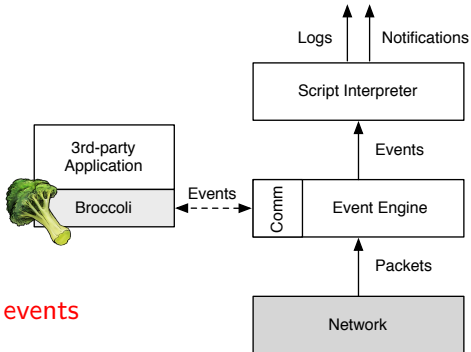 Logs
Notifications
Script Interpreter
3rd-party
Application
Events
Broccoli
Events
Comm
Event Engine
Packets
events
Network